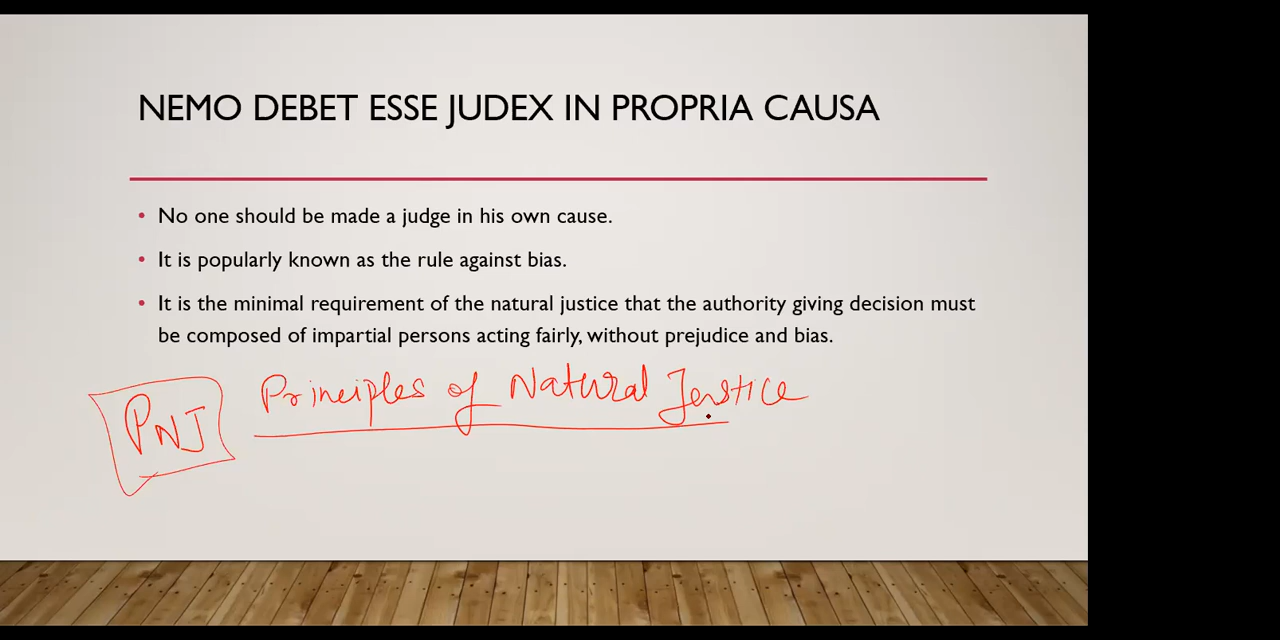 NEMO DEBET ESSE JUDEX IN PROPRIA CAUSA
• No one should be made a judge in his own cause.
• It is popularly known as the rule against bias.
• It is the minimal requirement of the natural justice that the authority giving decision must
be composed of impartial persons acting fairly, without prejudice and bias.
Principles of Natural Justice
PNJ